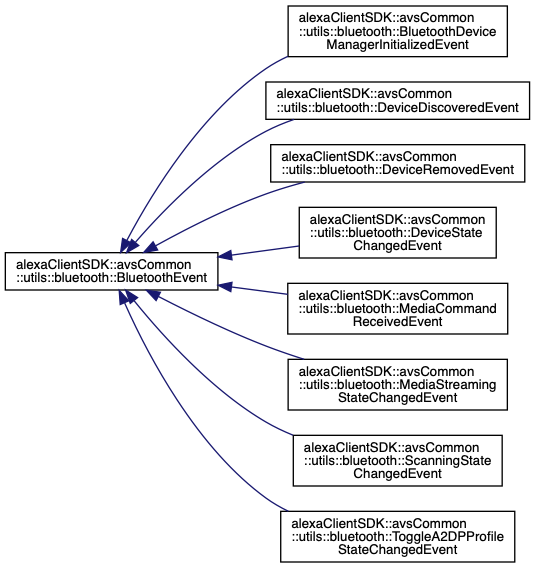 alexaClientSDK::avsCommon
::utils::bluetooth::BluetoothDevice
ManagerInitializedEvent
alexaClientSDK::avsCommon
::utils::bluetooth::DeviceDiscoveredEvent
alexaClientSDK::avsCommon
::utils::bluetooth::DeviceRemovedEvent
alexaClientSDK::avsCommon
::utils::bluetooth::DeviceState
ChangedEvent
alexaClientSDK::avsCommon
::utils::bluetooth::BluetoothEvent
alexaClientSDK::avsCommon
::utils::bluetooth::MediaCommand
ReceivedEvent
alexaClientSDK::avsCommon
::utils::bluetooth::MediaStreaming
StateChangedEvent
alexaClientSDK::avsCommon
::utils::bluetooth::ScanningState
ChangedEvent
alexaClientSDK::avsCommon
::utils::bluetooth::ToggleA2DPProfile
StateChangedEvent